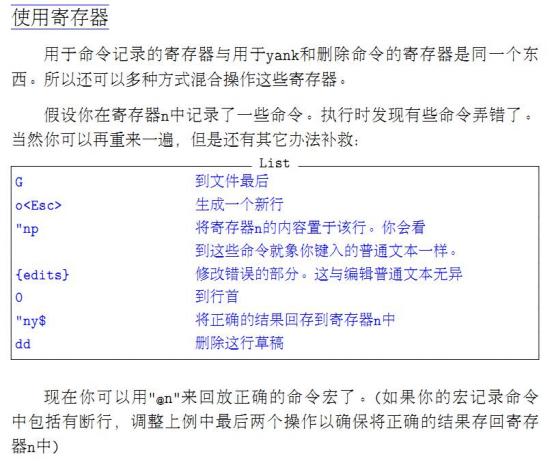 使用寄存器
用于命令记录的寄存器与用于yank和删除命令的寄存器是同一个东
西。所以还可以多种方式混合操作这些寄存器。
假设你在寄存器n中记录了一些命令。执行时发现有些命令弄错了。
当然你可以再重来一遍，但是还有其它办法补救：
List
G 到文件最后
o<Esc> 生成一个新行
"np 将寄存器n的内容置于该行。你会看
到这些命令就象你键入的普通文本一样。
{edits} 修改错误的部分。这与编辑普通文本无异
0 到行首
"ny$ 将正确的结果回存到寄存器n中
dd 删除这行草稿
现在你可以用"@n"来回放正确的命令宏了。(如果你的宏记录命令
中包括有断行，调整上例中最后两个操作以确保将正确的结果存回寄存
器n中)